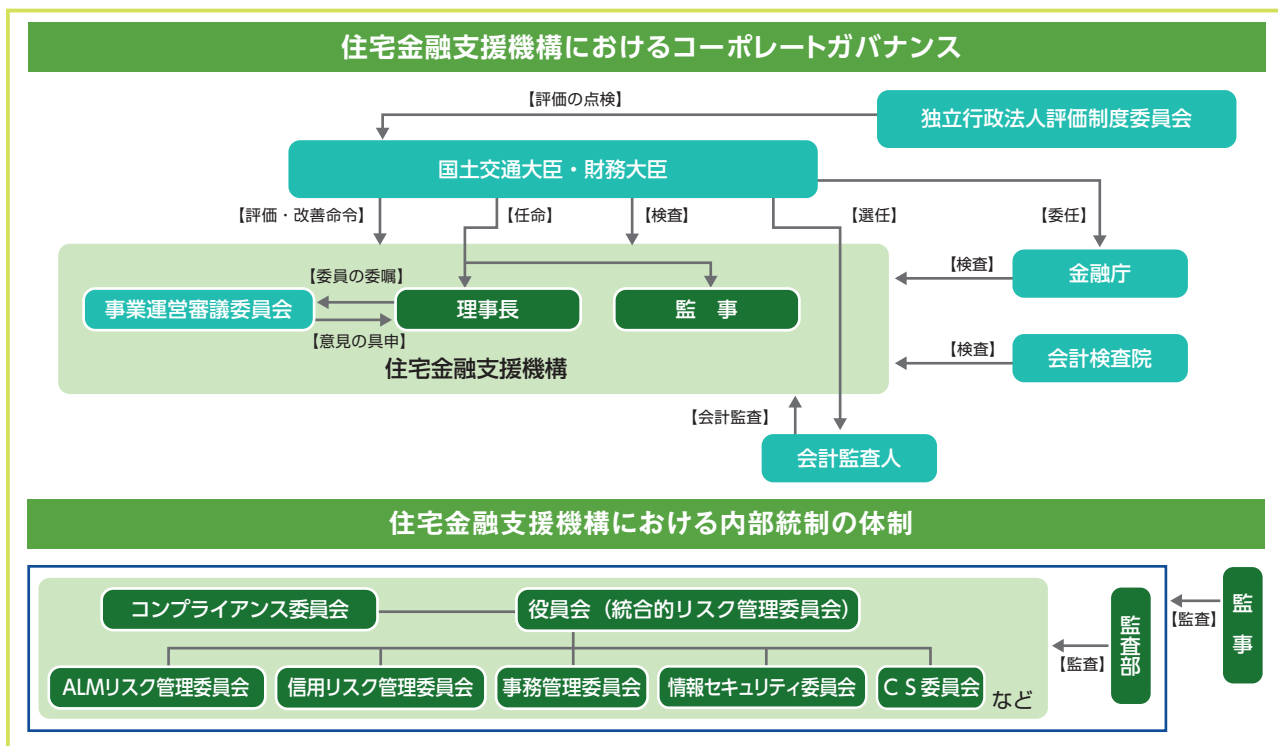 住宅金融支援機構におけるコーポレートガバナンス
【評価の点検】
独立行政法人評価制度委員会
国土交通大臣・財務大臣
【評価・改善命令】
【任命】
【検査】
【選任】
【委任】
【委員の委嘱】
【検査】
金融庁
事業運営審議委員会
理事長
監　事
【意見の具申】
住宅金融支援機構
【検査】
会計検査院
【会計監査】
会計監査人
住宅金融支援機構における内部統制の体制
コンプライアンス委員会
役員会（統合的リスク管理委員会）
監査部
【監査】
監　事
【監査】
ALMリスク管理委員会
信用リスク管理委員会
事務管理委員会
情報セキュリティ委員会
ＣＳ委員会
など